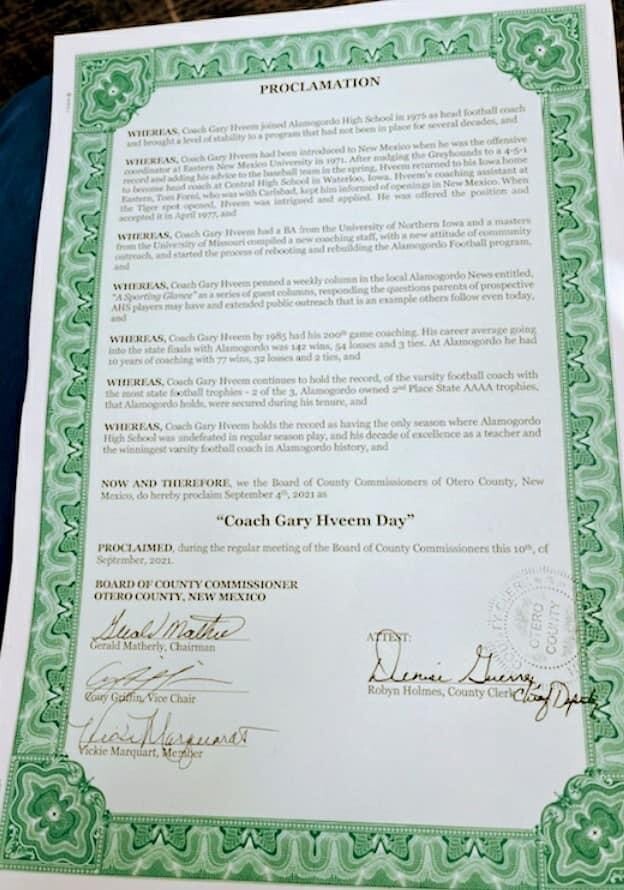 PROCLAMATION
WHEREAS, Coach Gary Hveem joined Alamogordo High School in 1976 as head football coach
and brought a level of stability to a program that had not been in place for several decades, and
WHEREAS, Coach Gary Hveem had been introduced to New Mexico when he was the offensive
coordinator at Eastern New Mexico University in 1971. After nudging the Greyhounds to a 4-5-1
record and adding his advice to the baseball team in the spring, Hveem returned to his Iowa home
to become head coach at Central High School in Waterloo, Iowa. Hveem's coaching assistant at
Eastern, Tom Forni, who was with Carlsbad, kept him informed of openings in New Mexico. When
the Tiger spot opened, Hveem was intrigued and applied. He was offered the position and
accepted it in April 1977, and
WHEREAS, Coach Gary Hveem had a BA from the University of Northern Iowa and a masters
from the University of Missouri compiled a new coaching staff, with a new attitude of community
outreach, and started the process of rebooting and rebuilding the Alamogordo Football program,
and
WHEREAS, Coach Gary Hveem penned a weekly column in the local Alamogordo News entitled,
"A Sporting Glance" as a series of guest columns, responding the questions parents of prospective
AHS players may have and extended public outreach that is an example others follow even today,
and
WHEREAS, Coach Gary Hveem by 1985 had his 200th game coaching. His career average going
into the state finals with Alamogordo was 142 wins, 54 losses and 3 ties. At Alamogordo he had
10 years of coaching with 77 wins, 32 losses and 2 ties, and
WHEREAS, Coach Gary Hveem continues to hold the record, of the varsity football coach with
the most state football trophies - 2 of the 3, Alamogordo owned 2nd Place State AAAA trophies,
that Alamogordo holds, were secured during his tenure, and
WHEREAS, Coach Gary Hveem holds the record as having the only season where Alamogordo
High School was undefeated in regular season play, and his decade of excellence as a teacher and
the winningest varsity football coach in Alamogordo history, and
NOW AND THEREFORE, we the Board of County Commissioners of Otero County, New
Mexico, do hereby proclaim September 4th, 2021 as
"Coach Gary Hveem Day"
PROCLAIMED, during the regular meeting of the Board of County Commissioners this 10th, of
September, 2021.
BOARD OF COUNTY COMMISSIONER
OTERO COUNTY, NEW MEXICO
Gerald Matherly, Chairman
Couy Griffin, Vice Chair
Vickie Marquardt
Vickie Marquart, Member
ATTEST:
Denise Guerra
Robyn Holmes, County Clerk Chief Deputy
OTERO
COUNTY